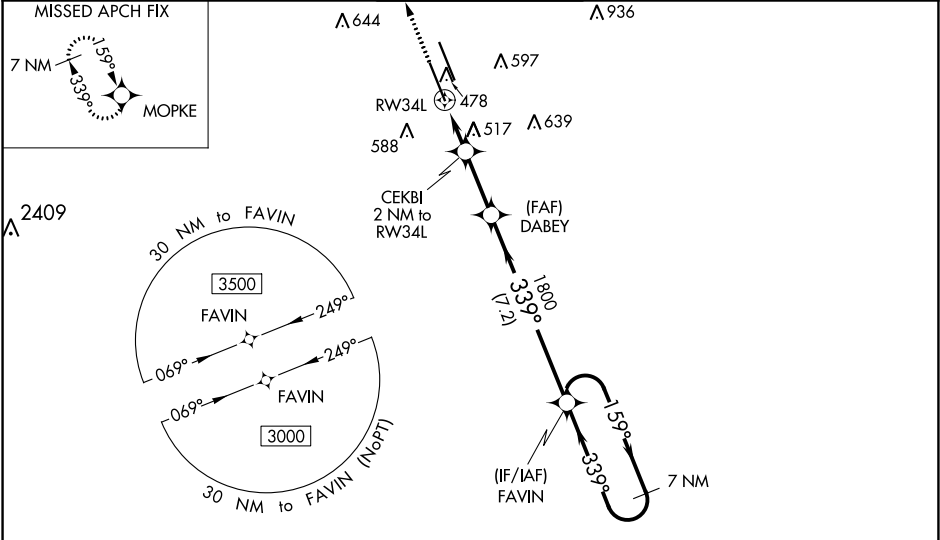 MISSED APCH FIX
159°
7 NM
339°
MOPKE
644
936
597
RW34L
478
517
639
588
CEKBI
2 NM to
RW34L
(FAF)
DABEY
2409
30 NM to FAVIN
3500
FAVIN
249°
069°
249°
069°
FAVIN
3000
30 NM to FAVIN (NoPT)
1800
339°
(7.2)
159°
339°
(IF/IAF)
FAVIN
7 NM